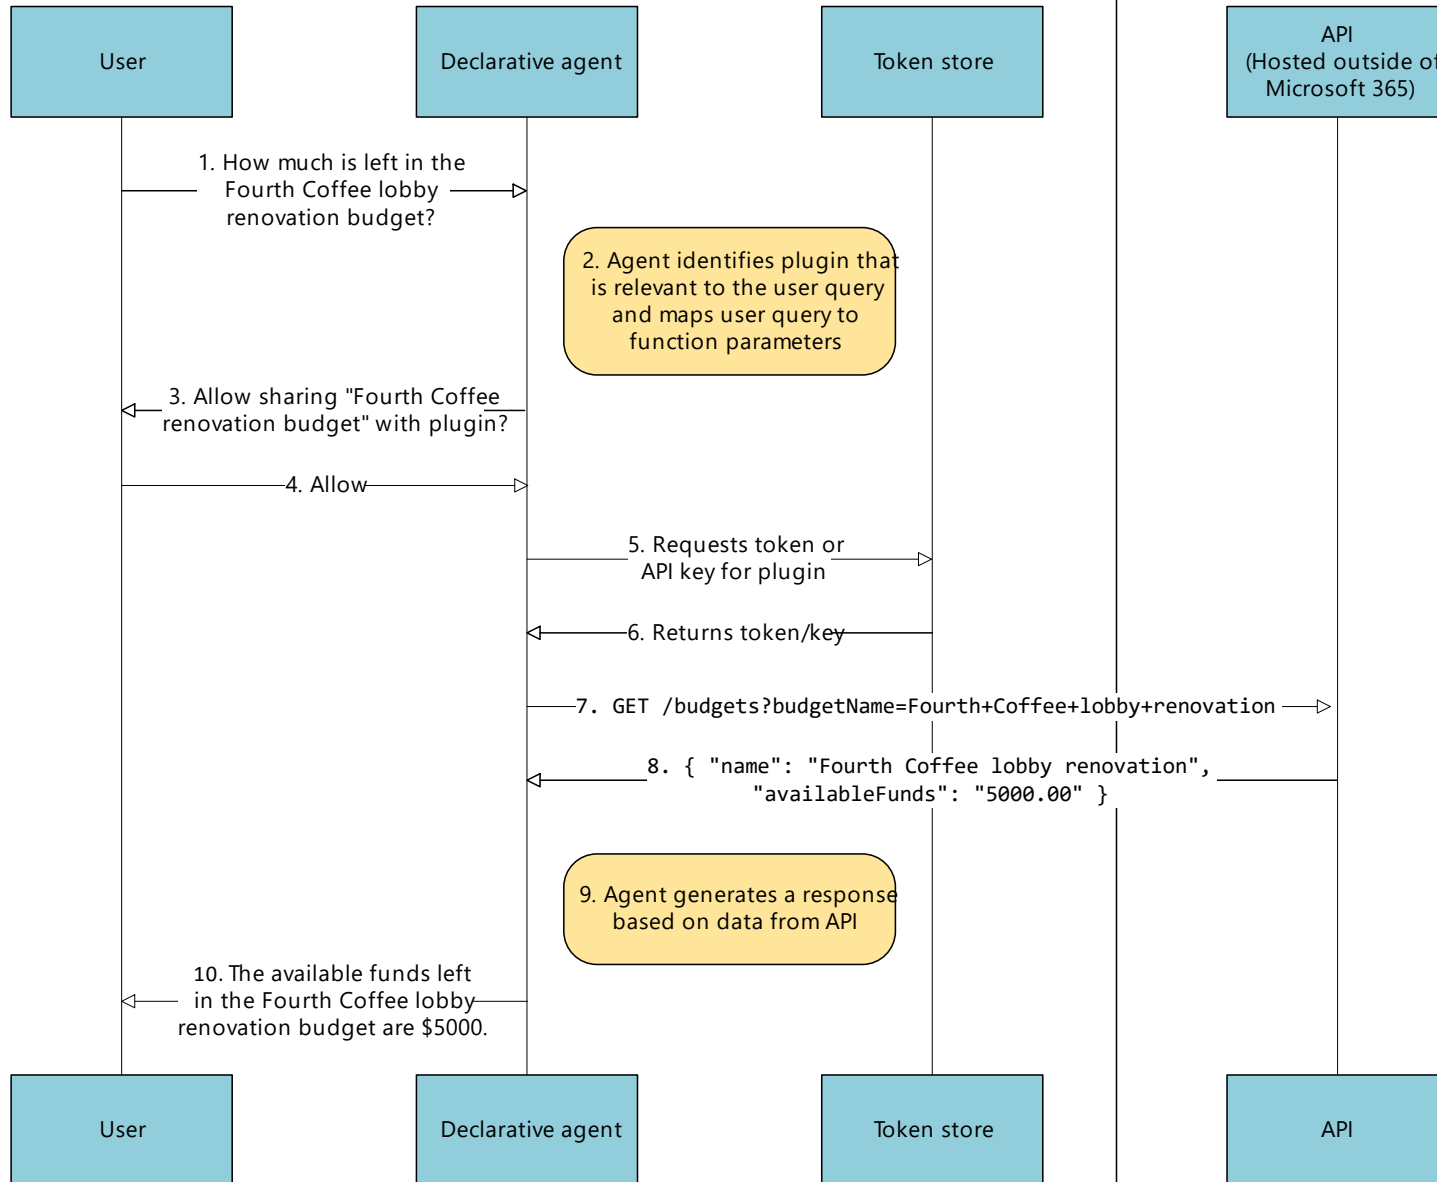 User
Declarative agent
Token store
API
(Hosted outside of
Microsoft 365)
1. How much is left in the
Fourth Coffee lobby
renovation budget?
2. Agent identifies plugin that
is relevant to the user query
and maps user query to
function parameters
3. Allow sharing "Fourth Coffee
renovation budget" with plugin?
4. Allow
5. Requests token or
API key for plugin
6. Returns token/key
7. GET /budgets?budgetName=Fourth+Coffee+lobby+renovation
8. { "name": "Fourth Coffee lobby renovation",
"availableFunds": "5000.00" }
9. Agent generates a response
based on data from API
10. The available funds left
in the Fourth Coffee lobby
renovation budget are $5000.
User
Declarative agent
Token store
API